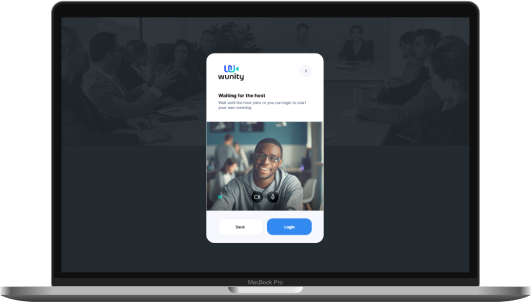 wunity
Waiting for the host
Wait until the host joins or you can login to start
your own meeting
Back
Login
MacBook Pro